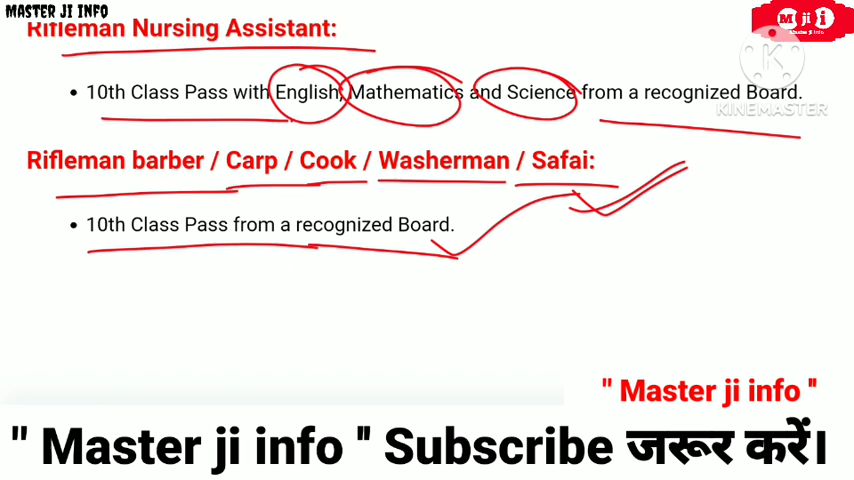 MASTER JI INFO
Rifleman Nursing Assistant:
M ji i
KINEMASTER
• 10th Class Pass with English, Mathematics and Science from a recognized Board.
Rifleman barber / Carp / Cook / Washerman / Safai:
• 10th Class Pass from a recognized Board.
" Master ji info "
" Master ji info " Subscribe जरूर करें।